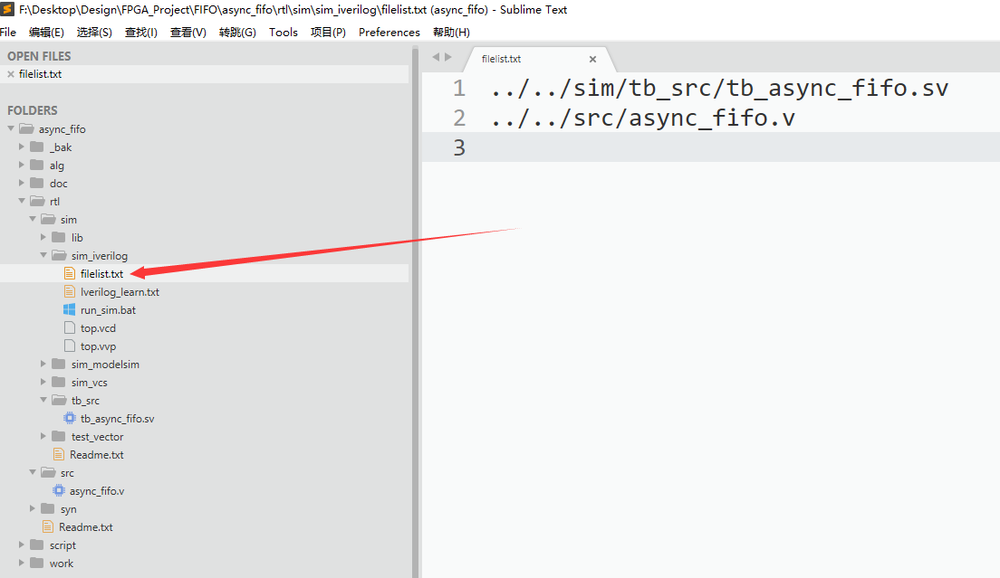 F:\Desktop\Design\FPGA_Project\FIFO\async_fifo\rtl\sim\sim_iverilog\filelist.txt (async_fifo) - Sublime Text
File 编辑(E) 选择(S) 查找(I) 查看(V) 转跳(G) Tools 项目(P) Preferences 帮助(H)
OPEN FILES
filelist.txt
FOLDERS
async_fifo
_bak
alg
doc
rtl
sim
lib
sim_iverilog
filelist.txt
Iverilog_learn.txt
run_sim.bat
top.vcd
top.vvp
sim_modelsim
sim_vcs
tb_src
tb_async_fifo.sv
test_vector
Readme.txt
src
async_fifo.v
syn
Readme.txt
script
work
filelist.txt
1 ../../sim/tb_src/tb_async_fifo.sv
2 ../../src/async_fifo.v
3